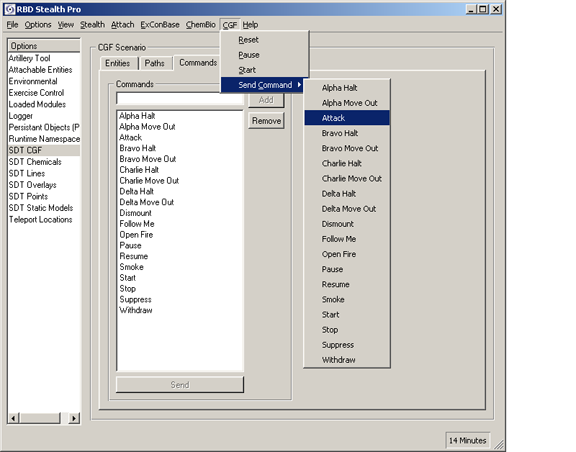 RBD Stealth Pro
File Options View Stealth Attach ExConBase ChemBio CGF Help
Options
Artillery Tool
Attachable Entities
Environmental
Exercise Control
Loaded Modules
Logger
Persistant Objects (P
Runtime Namespace
SDT CGF
SDT Chemicals
SDT Lines
SDT Overlays
SDT Points
SDT Static Models
Teleport Locations
CGF Scenario
Entities Paths Commands
Commands
Add
Remove
Alpha Halt
Alpha Move Out
Attack
Bravo Halt
Bravo Move Out
Charlie Halt
Charlie Move Out
Delta Halt
Delta Move Out
Dismount
Follow Me
Open Fire
Pause
Resume
Smoke
Start
Stop
Suppress
Withdraw
Send
Reset
Pause
Start
Send Command
Alpha Halt
Alpha Move Out
Attack
Bravo Halt
Bravo Move Out
Charlie Halt
Charlie Move Out
Delta Halt
Delta Move Out
Dismount
Follow Me
Open Fire
Pause
Resume
Smoke
Start
Stop
Suppress
Withdraw
14 Minutes